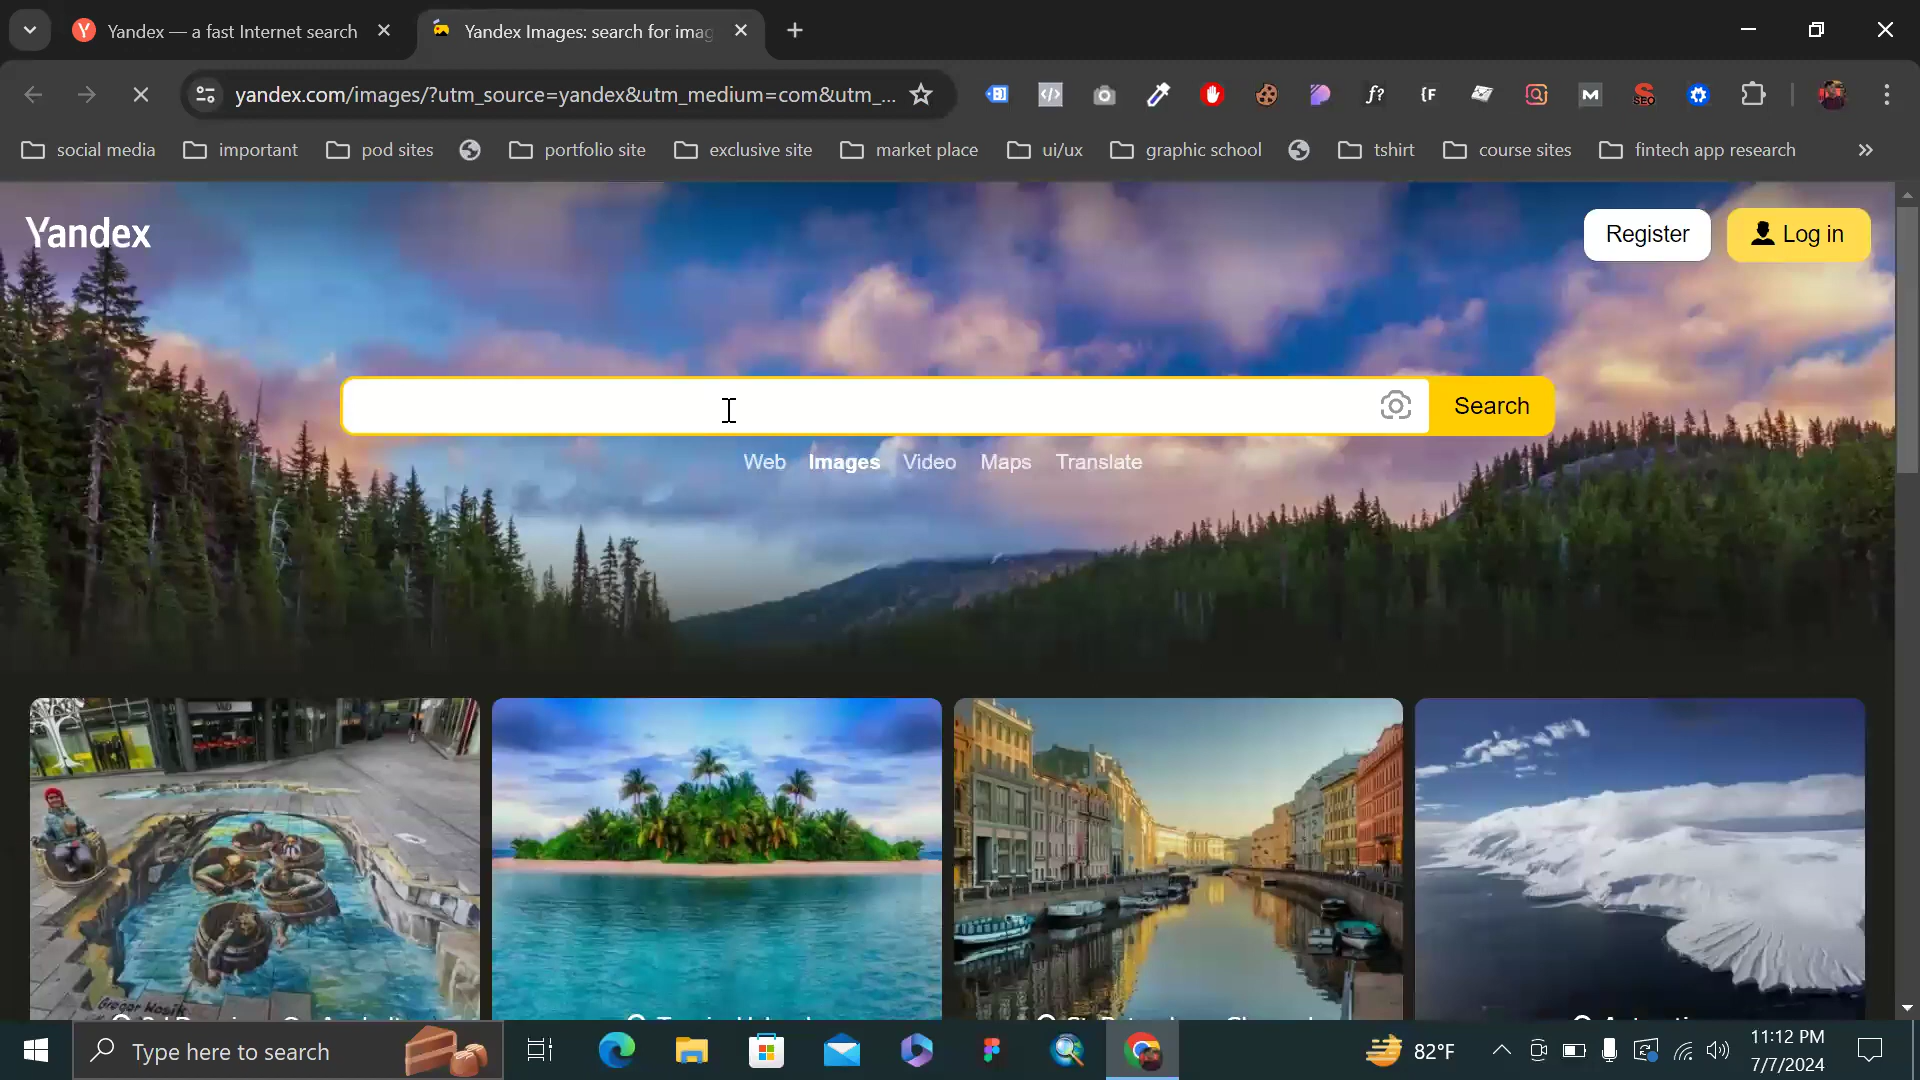 Yandex — a fast Internet search
Yandex Images: search for imag
yandex.com/images/?utm_source=yandex&utm_medium=com&utm_...
social media
important
pod sites
portfolio site
exclusive site
market place
ui/ux
graphic school
tshirt
course sites
fintech app research
Yandex
Register
Log in
Search
Web
Images
Video
Maps
Translate
Type here to search
82°F
11:12 PM
7/7/2024